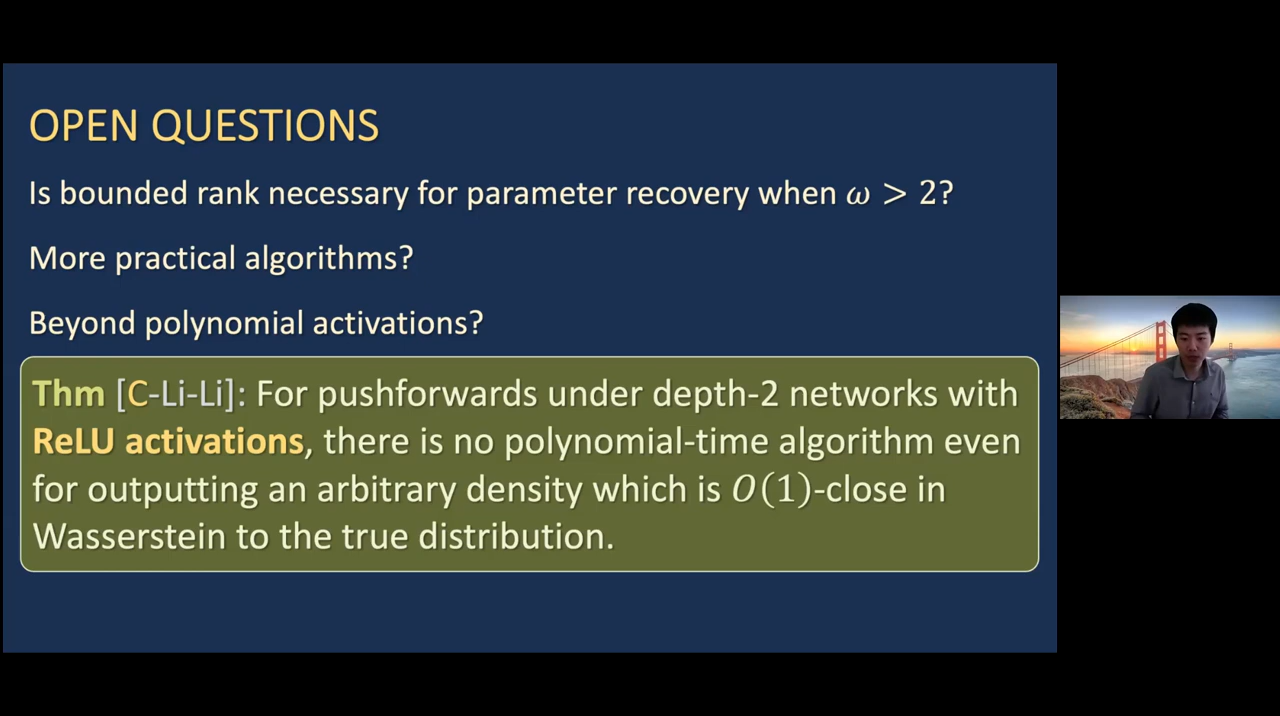 OPEN QUESTIONS
Is bounded rank necessary for parameter recovery when ω > 2?
More practical algorithms?
Beyond polynomial activations?
Thm [C-Li-Li]: For pushforwards under depth-2 networks with
ReLU activations, there is no polynomial-time algorithm even
for outputting an arbitrary density which is O(1)-close in
Wasserstein to the true distribution.